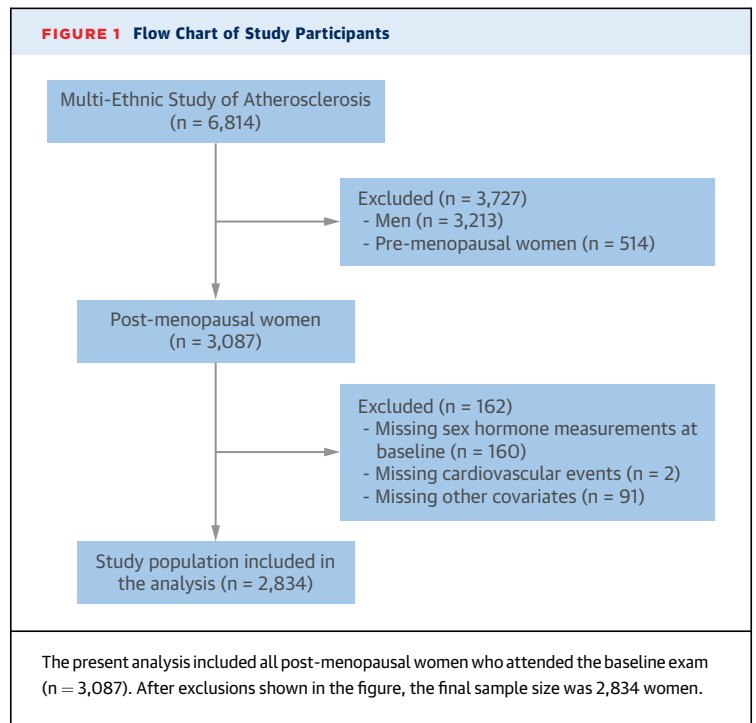 FIGURE 1 Flow Chart of Study Participants
Multi-Ethnic Study of Atherosclerosis
(n = 6,814)
Excluded (n = 3,727)
- Men (n = 3,213)
- Pre-menopausal women (n = 514)
Post-menopausal women
(n = 3,087)
Excluded (n = 162)
- Missing sex hormone measurements at
baseline (n = 160)
- Missing cardiovascular events (n = 2)
- Missing other covariates (n = 91)
Study population included in
the analysis (n = 2,834)
The present analysis included all post-menopausal women who attended the baseline exam
(n = 3,087). After exclusions shown in the figure, the final sample size was 2,834 women.